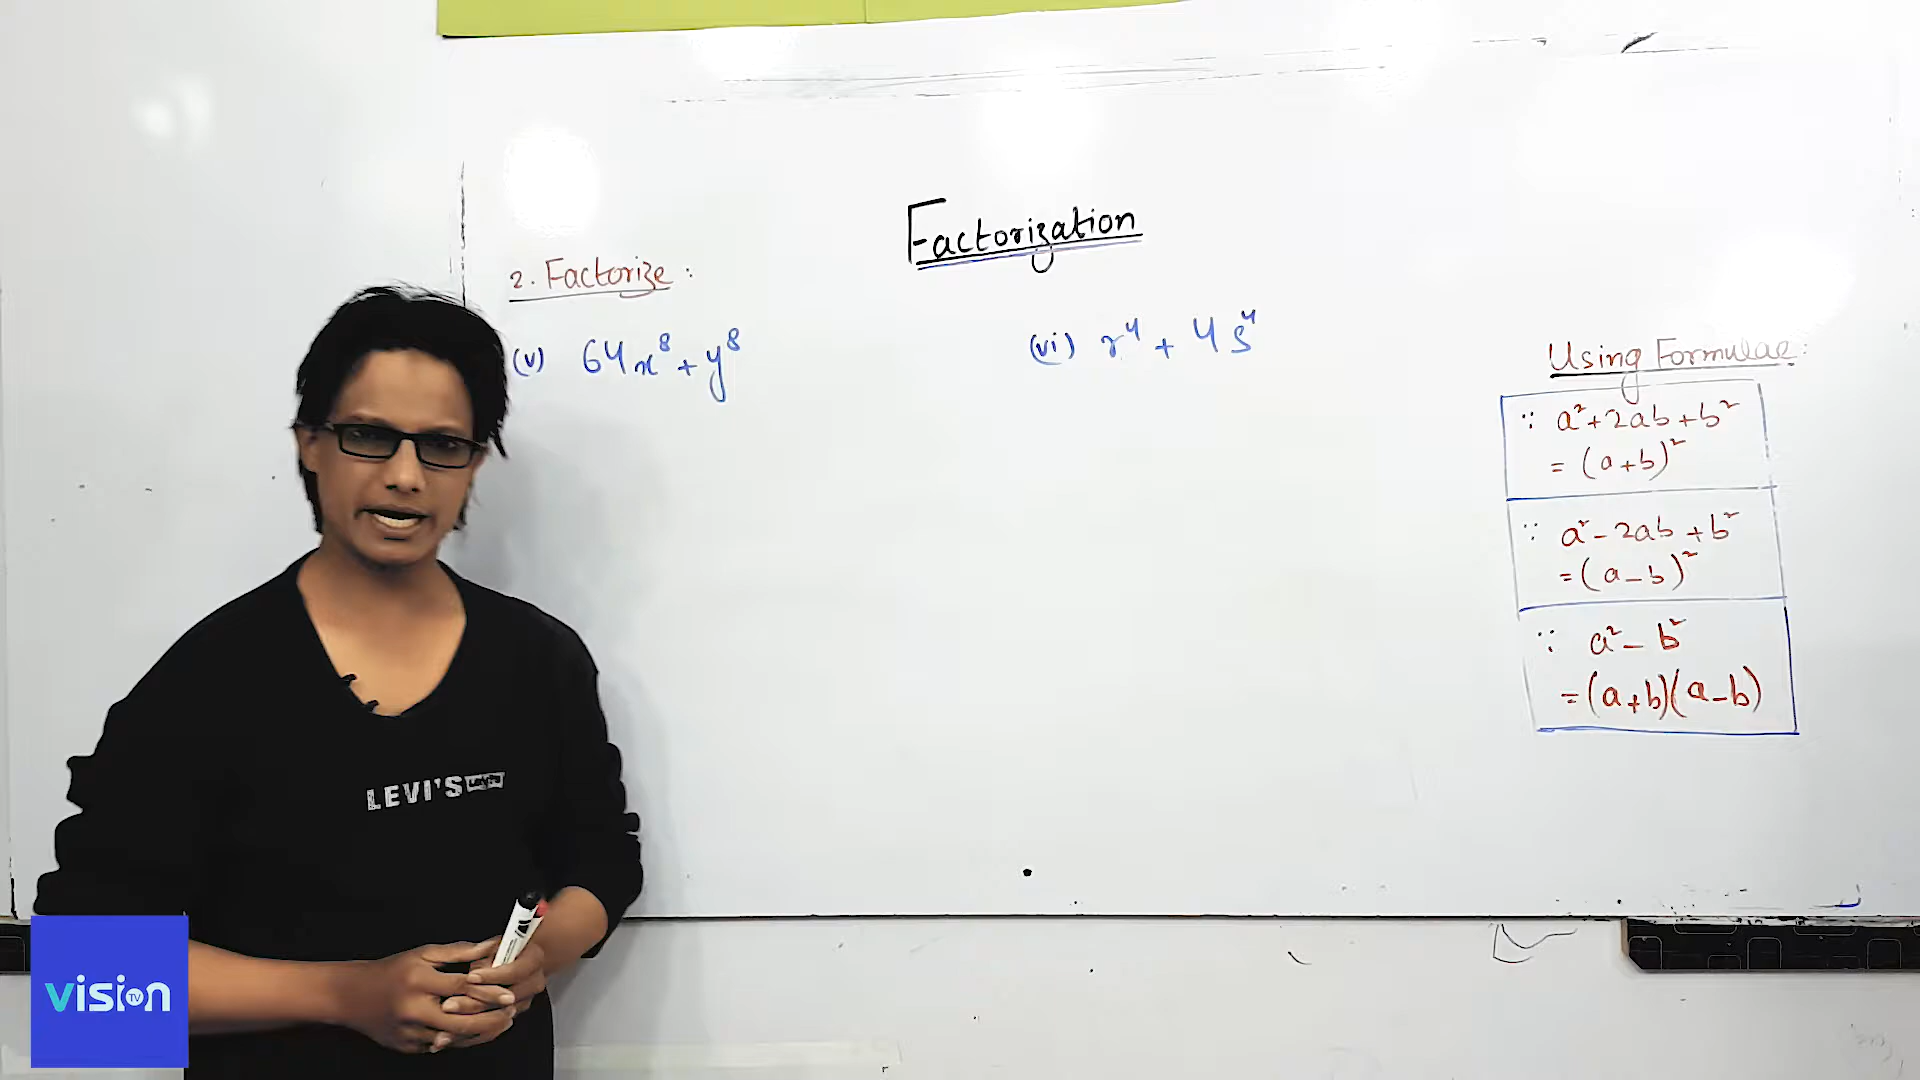 Factorization
2. Factorize:
(v) 64x⁸ + y⁸
(vi) r⁴ + 4s⁴
Using Formulae:
∵ a² + 2ab + b²
= (a+b)²
∵ a² - 2ab + b²
= (a-b)²
∵ a² - b²
= (a+b)(a-b)
LEVI'S
vision TV